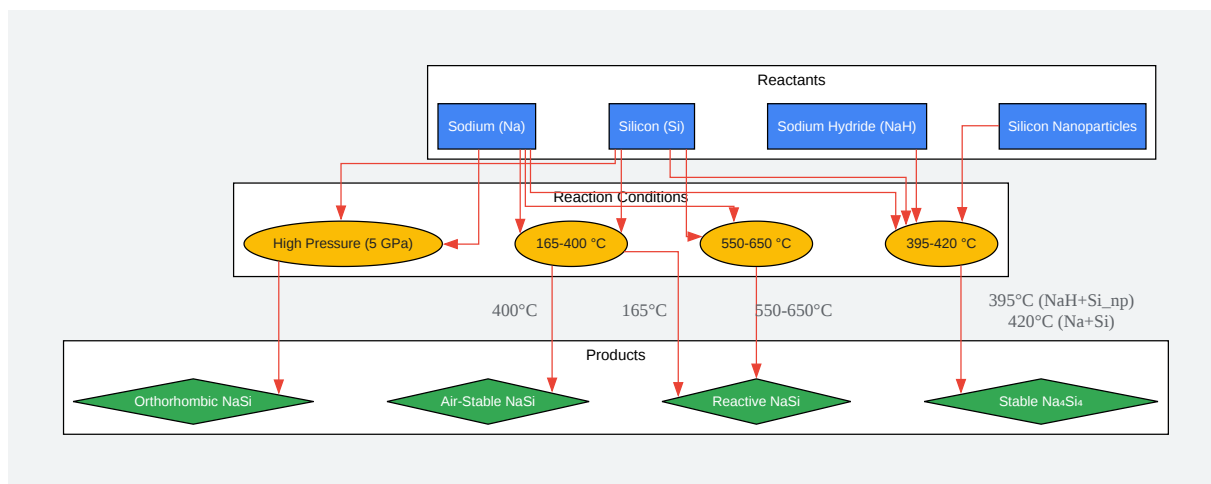 Reactants
Sodium (Na)
Silicon (Si)
Sodium Hydride (NaH)
Silicon Nanoparticles
Reaction Conditions
High Pressure (5 GPa)
165-400 °C
550-650 °C
395-420 °C
400°C
165°C
550-650°C
395°C (NaH+Si_np)
420°C (Na+Si)
Products
Orthorhombic NaSi
Air-Stable NaSi
Reactive NaSi
Stable Na₄Si₄